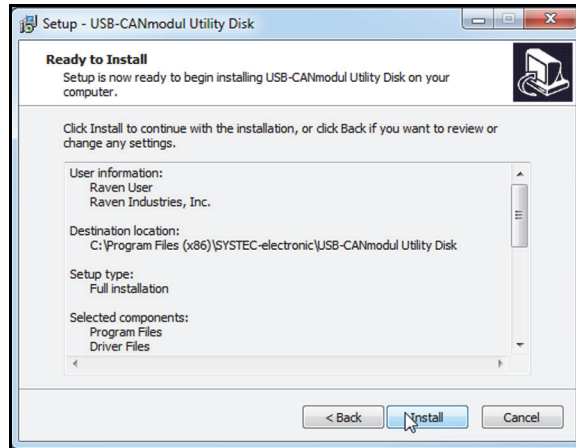 Setup - USB-CANmodul Utility Disk
Ready to Install
Setup is now ready to begin installing USB-CANmodul Utility Disk on your
computer.
Click Install to continue with the installation, or click Back if you want to review or
change any settings.
User information:
Raven User
Raven Industries, Inc.
Destination location:
C:\Program Files (x86)\SYSTEC-electronic\USB-CANmodul Utility Disk
Setup type:
Full installation
Selected components:
Program Files
Driver Files
< Back Install Cancel